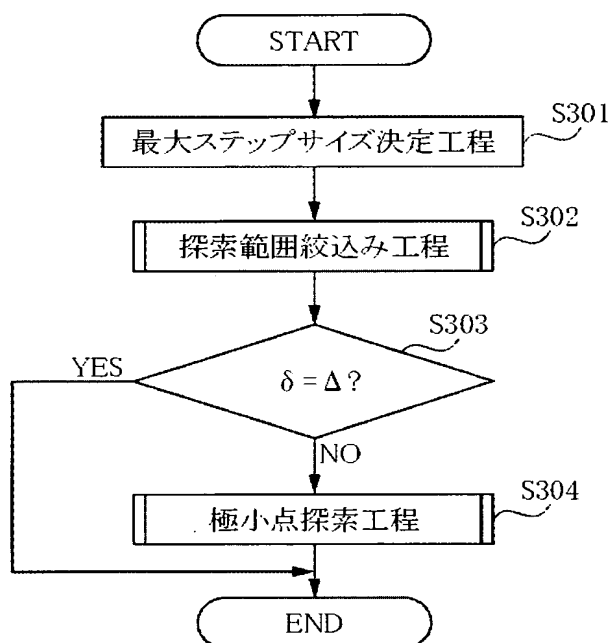 START
S301
最大ステップサイズ決定工程
S302
探索範囲絞込み工程
S303
YES
δ = Δ ?
NO
S304
極小点探索工程
END